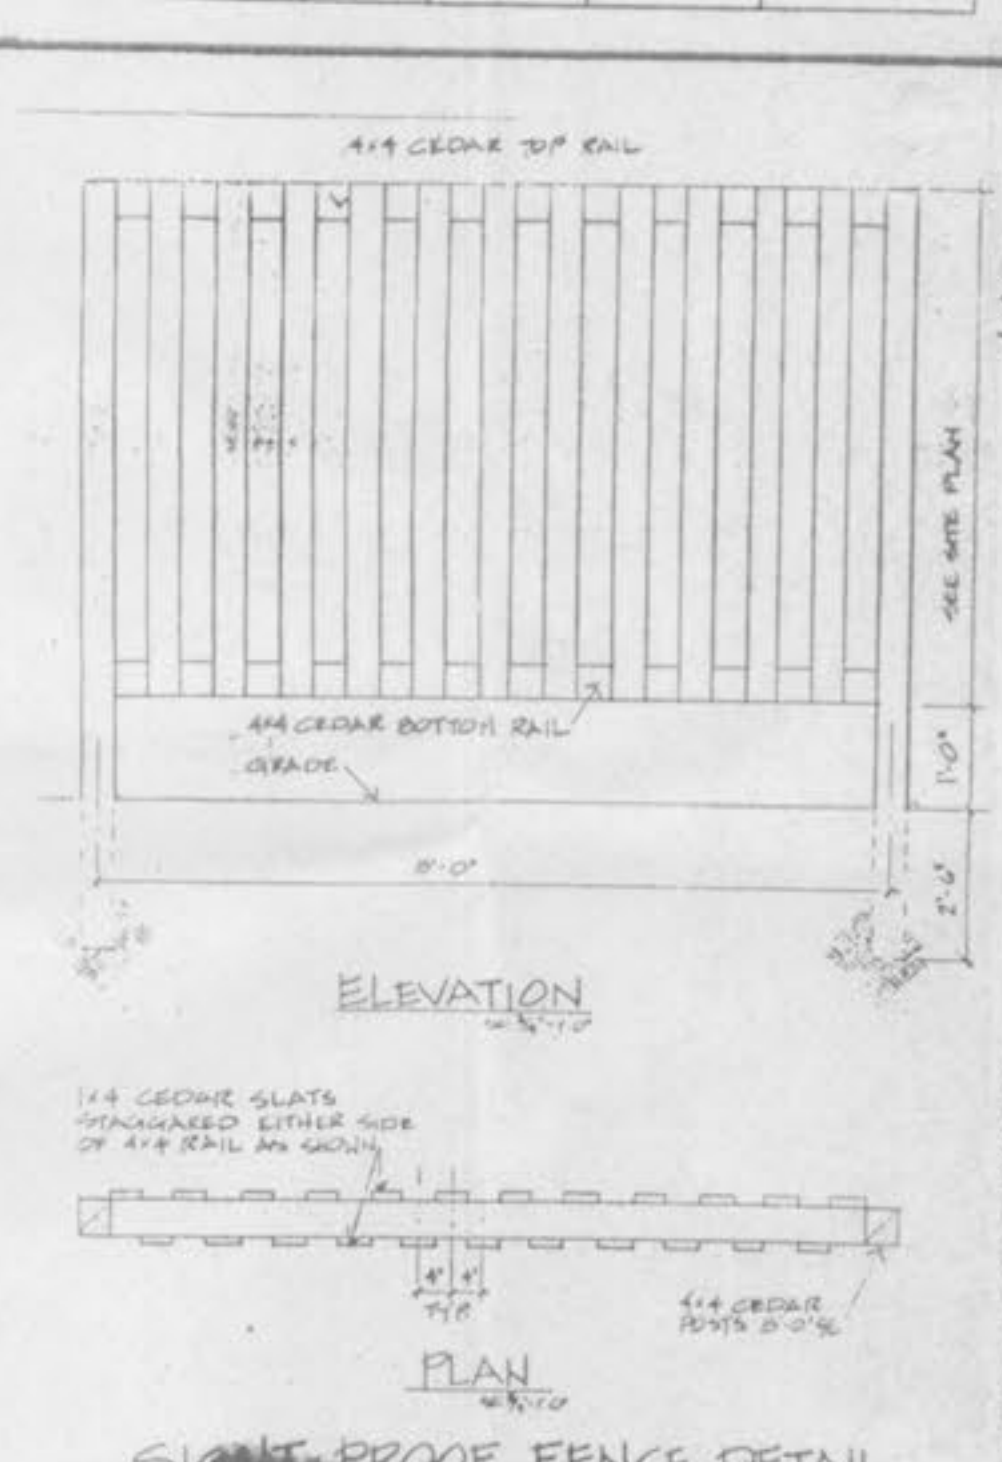 4x4 CEDAR TOP RAIL
SEE SITE PLAN
4x4 CEDAR BOTTOM RAIL
GRADE
1'-0"
8'-0"
2'-6"
ELEVATION
1x4 CEDAR SLATS
STAGGARED EITHER SIDE
OF 4x4 RAIL AS SHOWN
4" 4"
TYP
4x4 CEDAR
POSTS 8'-0"
PLAN
PROOF FENCE DETAIL